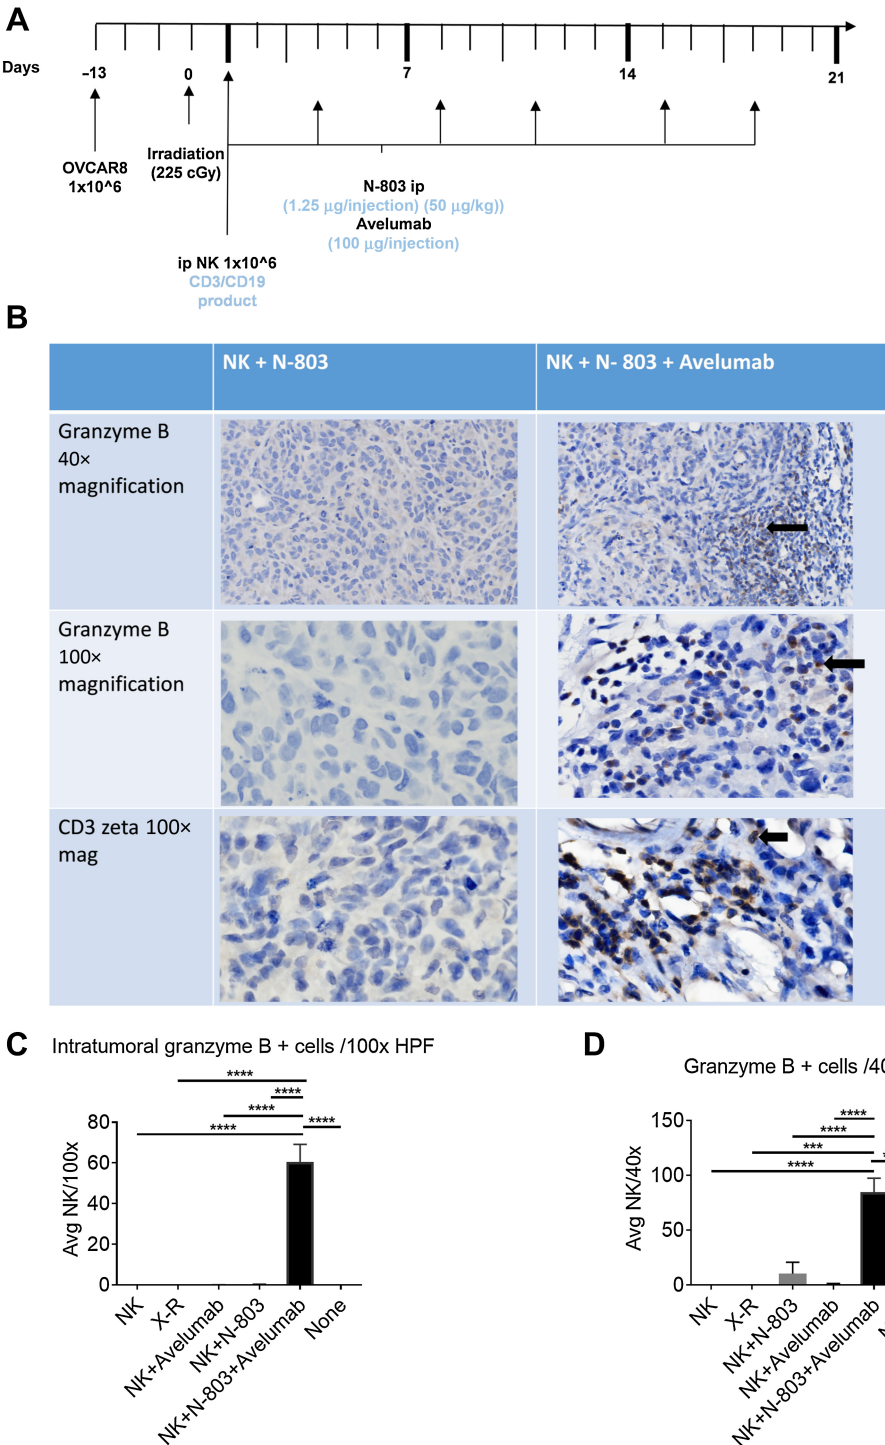 A
Days
–13
0
7
14
21
OVCAR8
1x10^6
Irradiation
(225 cGy)
N-803 ip
(1.25 μg/injection) (50 μg/kg))
Avelumab
(100 μg/injection)
ip NK 1x10^6
CD3/CD19
product
B
NK + N-803
NK + N- 803 + Avelumab
Granzyme B
40×
magnification
Granzyme B
100×
magnification
CD3 zeta 100×
mag
C
Intratumoral granzyme B + cells /100x HPF
****
****
****
****
****
80
60
40
20
0
Avg NK/100x
NK
X-R
NK+Avelumab
NK+N-803
NK+N-803+Avelumab
None
D
Granzyme B + cells /40
****
****
***
****
150
100
50
0
Avg NK/40x
NK
X-R
NK+N-803
NK+Avelumab
NK+N-803+Avelumab